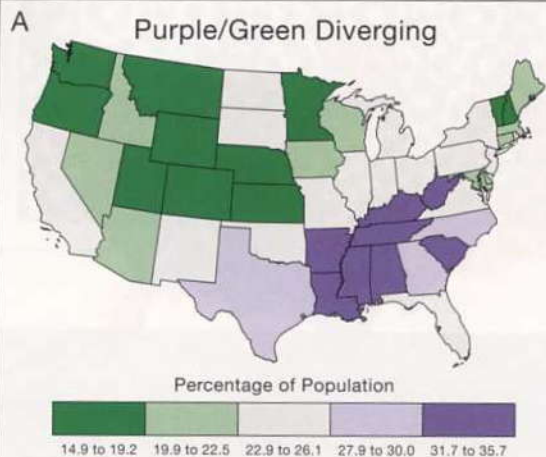 A
Purple/Green Diverging
Percentage of Population
14.9 to 19.2 19.9 to 22.5 22.9 to 26.1 27.9 to 30.0 31.7 to 35.7